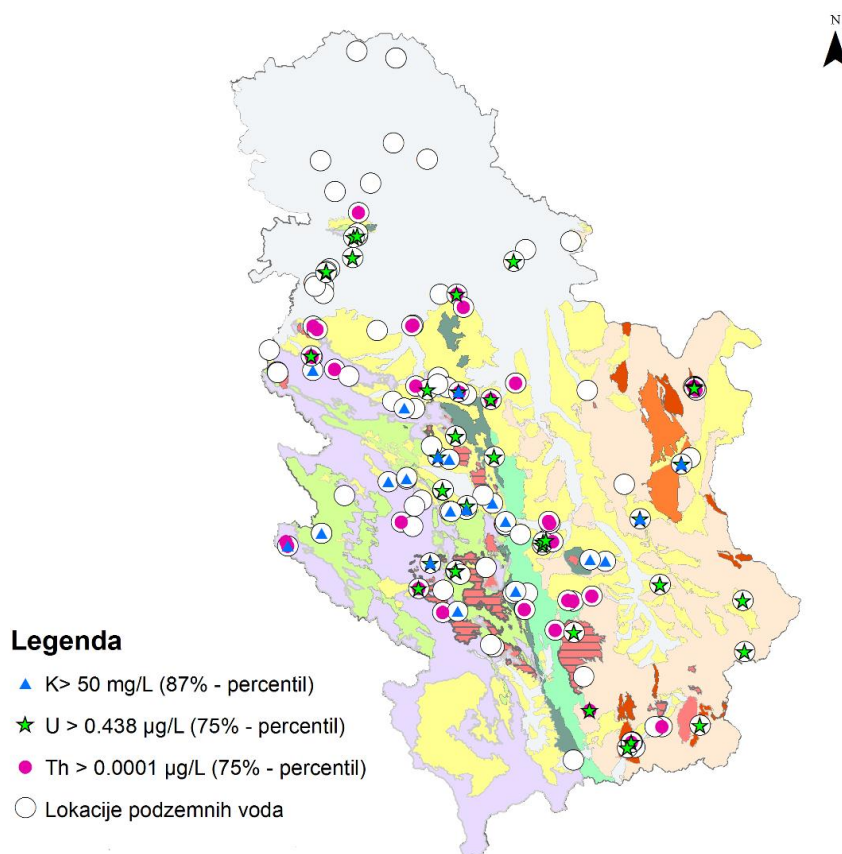 N
Legenda
K> 50 mg/L (87% - percentil)
U > 0.438 µg/L (75% - percentil)
Th > 0.0001 µg/L (75% - percentil)
Lokacije podzemnih voda